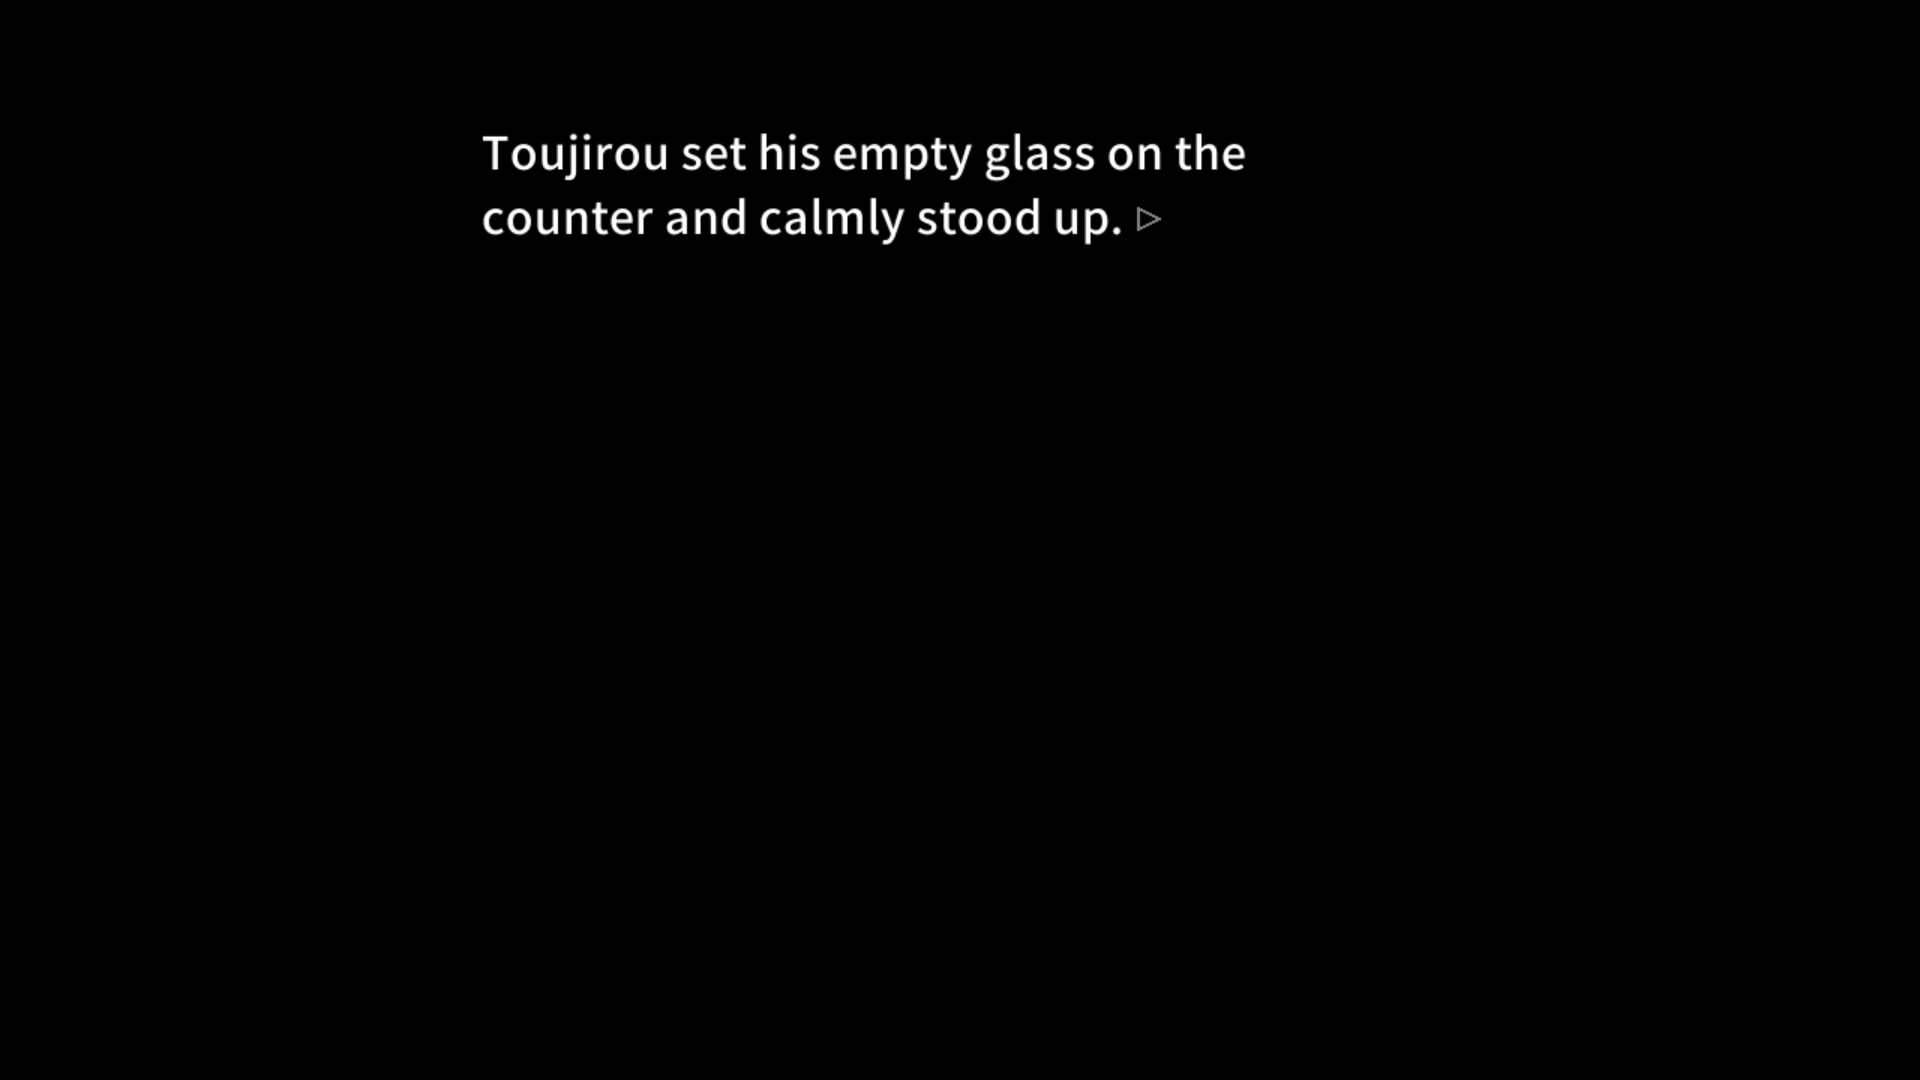 Toujirou set his empty glass on the
counter and calmly stood up. ▷